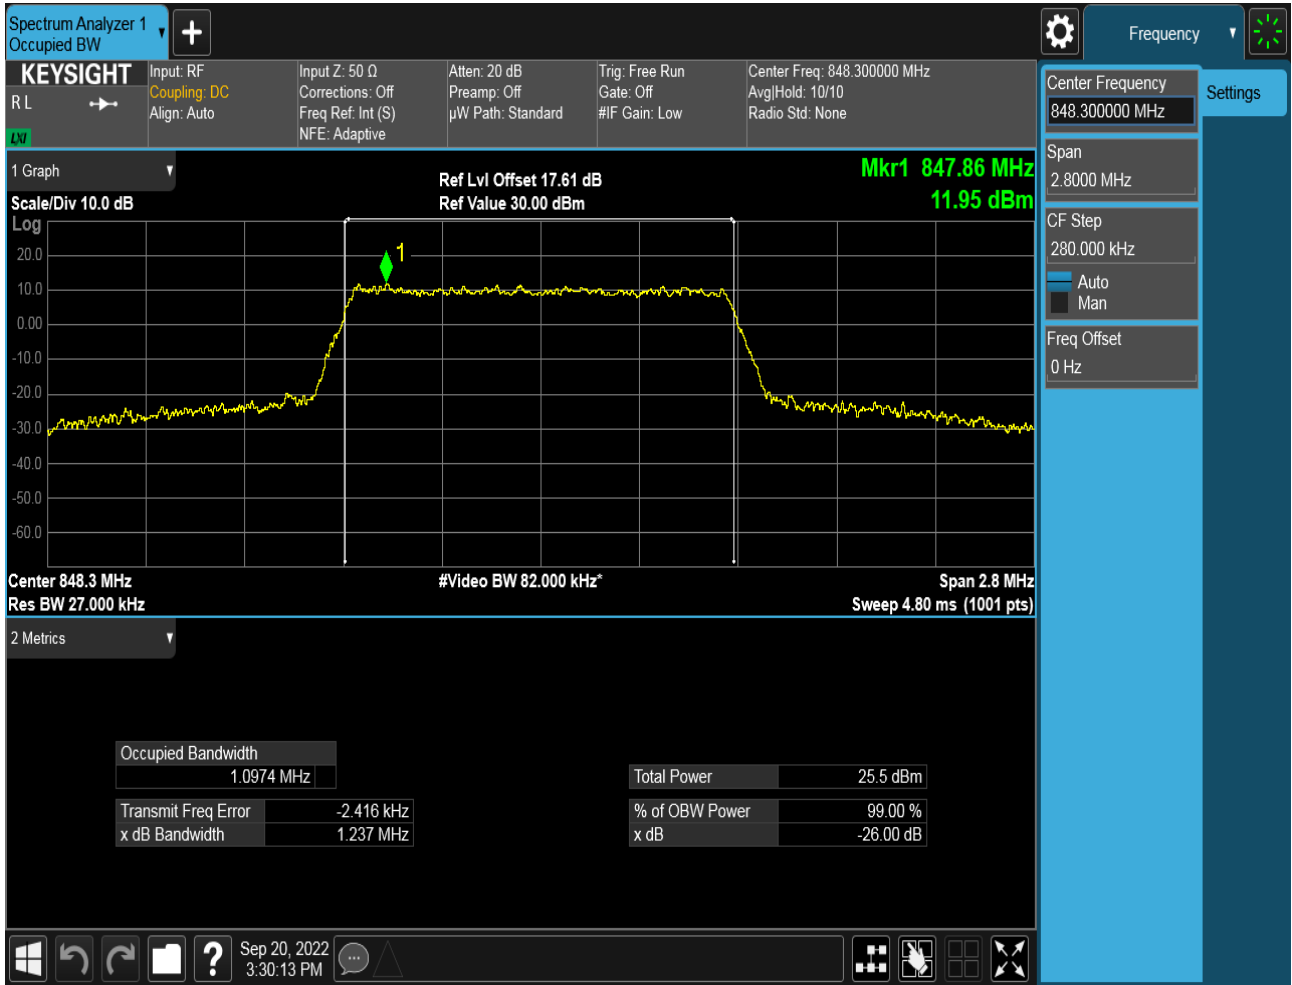 Spectrum Analyzer 1
Occupied BW
Frequency
KEYSIGHT
R L
LXI
Input: RF
Coupling: DC
Align: Auto
Input Z: 50 Ω
Corrections: Off
Freq Ref: Int (S)
NFE: Adaptive
Atten: 20 dB
Preamp: Off
µW Path: Standard
Trig: Free Run
Gate: Off
#IF Gain: Low
Center Freq: 848.300000 MHz
Avg|Hold: 10/10
Radio Std: None
Center Frequency
848.300000 MHz
Settings
Span
2.8000 MHz
CF Step
280.000 kHz
Auto
Man
Freq Offset
0 Hz
1 Graph
Ref Lvl Offset 17.61 dB
Mkr1 847.86 MHz
Scale/Div 10.0 dB
Ref Value 30.00 dBm
11.95 dBm
Log
1
20.0
10.0
0.00
-10.0
-20.0
-30.0
-40.0
-50.0
-60.0
Center 848.3 MHz
#Video BW 82.000 kHz*
Span 2.8 MHz
Res BW 27.000 kHz
Sweep 4.80 ms (1001 pts)
2 Metrics
Occupied Bandwidth
1.0974 MHz
Total Power 25.5 dBm
Transmit Freq Error -2.416 kHz
% of OBW Power 99.00 %
x dB Bandwidth 1.237 MHz
x dB -26.00 dB
?
Sep 20, 2022
3:30:13 PM